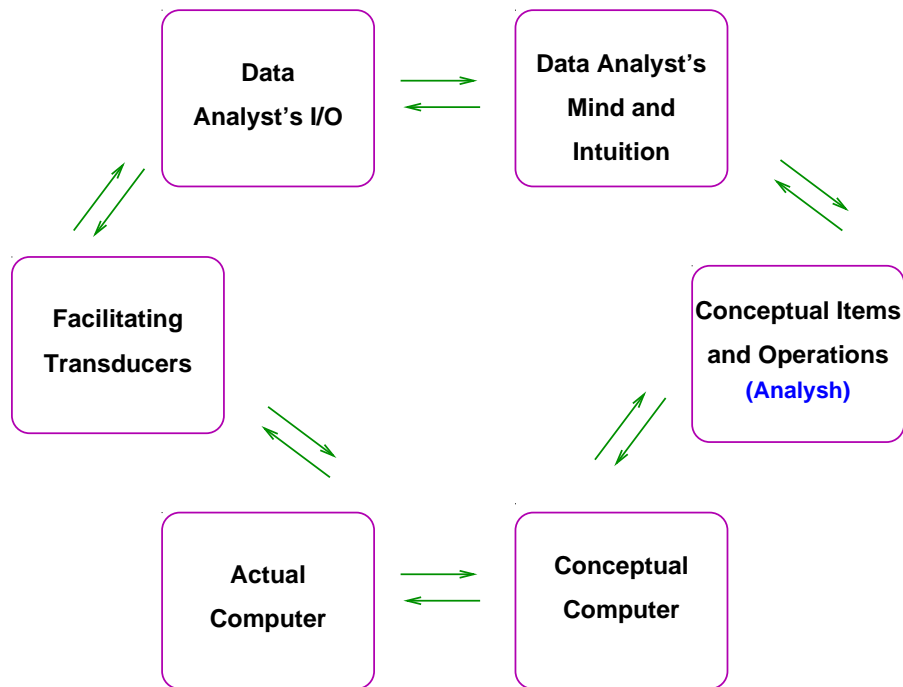 Data
Analyst's I/O
Data Analyst's
Mind and
Intuition
Facilitating
Transducers
Conceptual Items
and Operations
(Analysh)
Actual
Computer
Conceptual
Computer